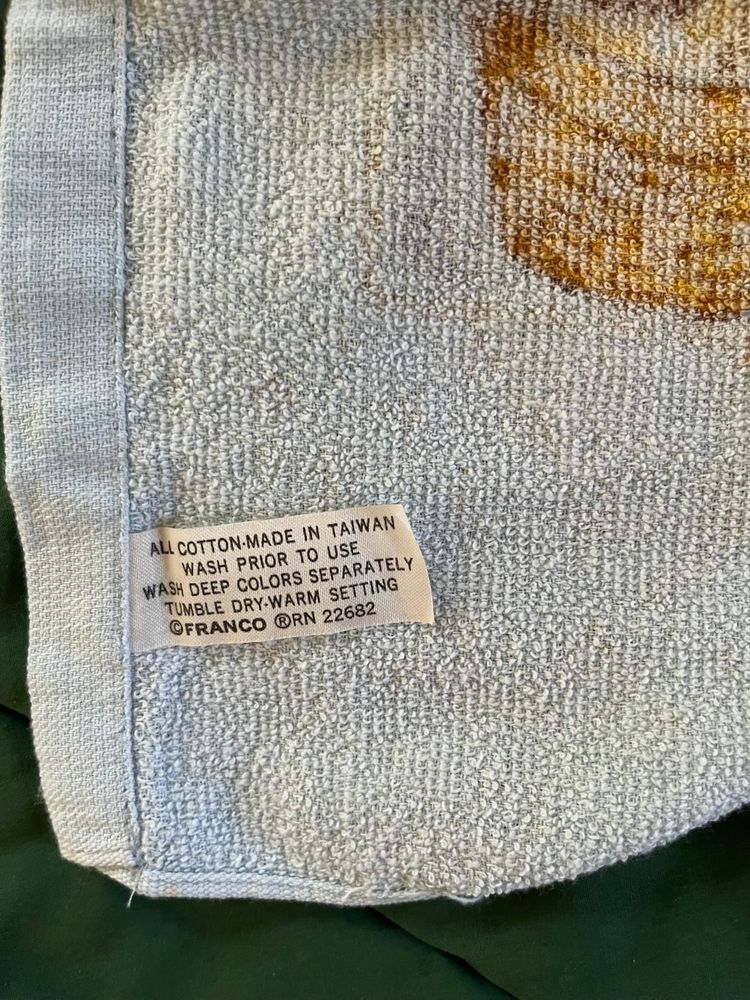 ALL COTTON-MADE IN TAIWAN
WASH PRIOR TO USE
WASH DEEP COLORS SEPARATELY
TUMBLE DRY-WARM SETTING
©FRANCO ®RN 22682